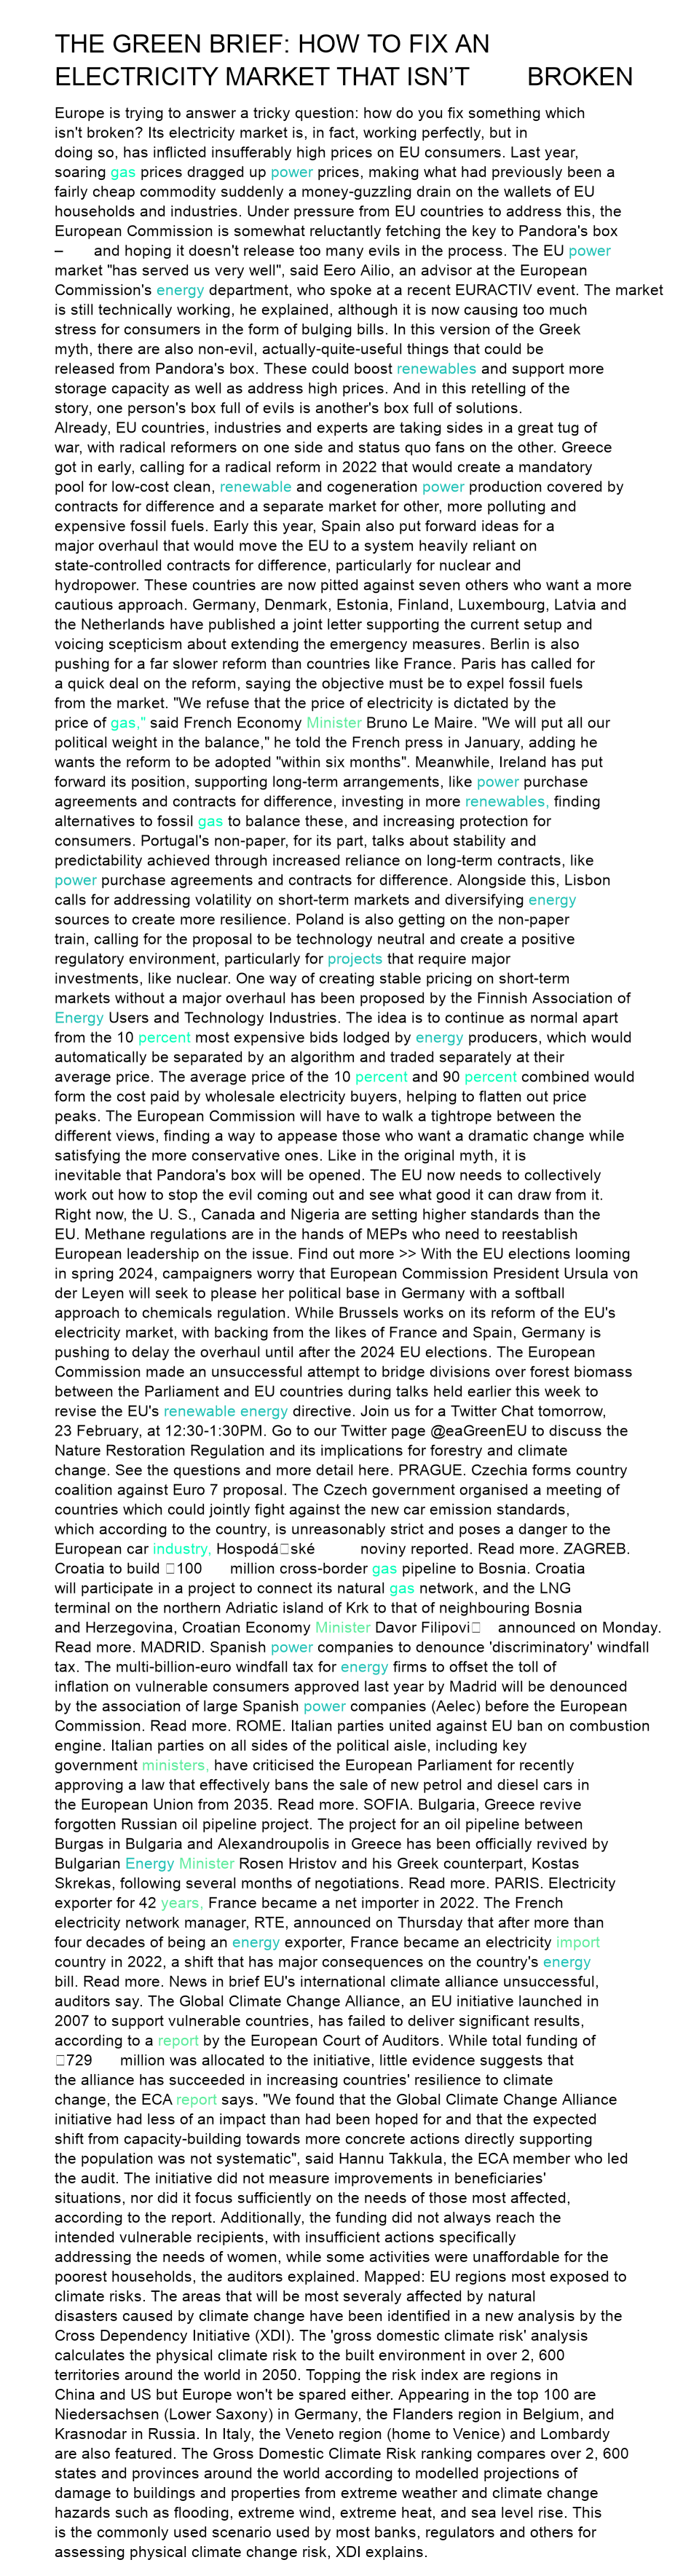 THE GREEN BRIEF: HOW TO FIX AN
ELECTRICITY MARKET THAT ISN’T BROKEN
Europe is trying to answer a tricky question: how do you fix something which
isn't broken? Its electricity market is, in fact, working perfectly, but in
doing so, has inflicted insufferably high prices on EU consumers. Last year,
soaring gas prices dragged up power prices, making what had previously been a
fairly cheap commodity suddenly a money-guzzling drain on the wallets of EU
households and industries. Under pressure from EU countries to address this, the
European Commission is somewhat reluctantly fetching the key to Pandora's box
– and hoping it doesn't release too many evils in the process. The EU power
market "has served us very well", said Eero Ailio, an advisor at the European
Commission's energy department, who spoke at a recent EURACTIV event. The market
is still technically working, he explained, although it is now causing too much
stress for consumers in the form of bulging bills. In this version of the Greek
myth, there are also non-evil, actually-quite-useful things that could be
released from Pandora's box. These could boost renewables and support more
storage capacity as well as address high prices. And in this retelling of the
story, one person's box full of evils is another's box full of solutions.
Already, EU countries, industries and experts are taking sides in a great tug of
war, with radical reformers on one side and status quo fans on the other. Greece
got in early, calling for a radical reform in 2022 that would create a mandatory
pool for low-cost clean, renewable and cogeneration power production covered by
contracts for difference and a separate market for other, more polluting and
expensive fossil fuels. Early this year, Spain also put forward ideas for a
major overhaul that would move the EU to a system heavily reliant on
state-controlled contracts for difference, particularly for nuclear and
hydropower. These countries are now pitted against seven others who want a more
cautious approach. Germany, Denmark, Estonia, Finland, Luxembourg, Latvia and
the Netherlands have published a joint letter supporting the current setup and
voicing scepticism about extending the emergency measures. Berlin is also
pushing for a far slower reform than countries like France. Paris has called for
a quick deal on the reform, saying the objective must be to expel fossil fuels
from the market. "We refuse that the price of electricity is dictated by the
price of gas," said French Economy Minister Bruno Le Maire. "We will put all our
political weight in the balance," he told the French press in January, adding he
wants the reform to be adopted "within six months". Meanwhile, Ireland has put
forward its position, supporting long-term arrangements, like power purchase
agreements and contracts for difference, investing in more renewables, finding
alternatives to fossil gas to balance these, and increasing protection for
consumers. Portugal's non-paper, for its part, talks about stability and
predictability achieved through increased reliance on long-term contracts, like
power purchase agreements and contracts for difference. Alongside this, Lisbon
calls for addressing volatility on short-term markets and diversifying energy
sources to create more resilience. Poland is also getting on the non-paper
train, calling for the proposal to be technology neutral and create a positive
regulatory environment, particularly for projects that require major
investments, like nuclear. One way of creating stable pricing on short-term
markets without a major overhaul has been proposed by the Finnish Association of
Energy Users and Technology Industries. The idea is to continue as normal apart
from the 10 percent most expensive bids lodged by energy producers, which would
automatically be separated by an algorithm and traded separately at their
average price. The average price of the 10 percent and 90 percent combined would
form the cost paid by wholesale electricity buyers, helping to flatten out price
peaks. The European Commission will have to walk a tightrope between the
different views, finding a way to appease those who want a dramatic change while
satisfying the more conservative ones. Like in the original myth, it is
inevitable that Pandora's box will be opened. The EU now needs to collectively
work out how to stop the evil coming out and see what good it can draw from it.
Right now, the U. S., Canada and Nigeria are setting higher standards than the
EU. Methane regulations are in the hands of MEPs who need to reestablish
European leadership on the issue. Find out more >> With the EU elections looming
in spring 2024, campaigners worry that European Commission President Ursula von
der Leyen will seek to please her political base in Germany with a softball
approach to chemicals regulation. While Brussels works on its reform of the EU's
electricity market, with backing from the likes of France and Spain, Germany is
pushing to delay the overhaul until after the 2024 EU elections. The European
Commission made an unsuccessful attempt to bridge divisions over forest biomass
between the Parliament and EU countries during talks held earlier this week to
revise the EU's renewable energy directive. Join us for a Twitter Chat tomorrow,
23 February, at 12:30-1:30PM. Go to our Twitter page @eaGreenEU to discuss the
Nature Restoration Regulation and its implications for forestry and climate
change. See the questions and more detail here. PRAGUE. Czechia forms country
coalition against Euro 7 proposal. The Czech government organised a meeting of
countries which could jointly fight against the new car emission standards,
which according to the country, is unreasonably strict and poses a danger to the
European car industry, Hospodá□ské noviny reported. Read more. ZAGREB.
Croatia to build □100 million cross-border gas pipeline to Bosnia. Croatia
will participate in a project to connect its natural gas network, and the LNG
terminal on the northern Adriatic island of Krk to that of neighbouring Bosnia
and Herzegovina, Croatian Economy Minister Davor Filipovi□ announced on Monday.
Read more. MADRID. Spanish power companies to denounce 'discriminatory' windfall
tax. The multi-billion-euro windfall tax for energy firms to offset the toll of
inflation on vulnerable consumers approved last year by Madrid will be denounced
by the association of large Spanish power companies (Aelec) before the European
Commission. Read more. ROME. Italian parties united against EU ban on combustion
engine. Italian parties on all sides of the political aisle, including key
government ministers, have criticised the European Parliament for recently
approving a law that effectively bans the sale of new petrol and diesel cars in
the European Union from 2035. Read more. SOFIA. Bulgaria, Greece revive
forgotten Russian oil pipeline project. The project for an oil pipeline between
Burgas in Bulgaria and Alexandroupolis in Greece has been officially revived by
Bulgarian Energy Minister Rosen Hristov and his Greek counterpart, Kostas
Skrekas, following several months of negotiations. Read more. PARIS. Electricity
exporter for 42 years, France became a net importer in 2022. The French
electricity network manager, RTE, announced on Thursday that after more than
four decades of being an energy exporter, France became an electricity import
country in 2022, a shift that has major consequences on the country's energy
bill. Read more. News in brief EU's international climate alliance unsuccessful,
auditors say. The Global Climate Change Alliance, an EU initiative launched in
2007 to support vulnerable countries, has failed to deliver significant results,
according to a report by the European Court of Auditors. While total funding of
□729 million was allocated to the initiative, little evidence suggests that
the alliance has succeeded in increasing countries' resilience to climate
change, the ECA report says. "We found that the Global Climate Change Alliance
initiative had less of an impact than had been hoped for and that the expected
shift from capacity-building towards more concrete actions directly supporting
the population was not systematic", said Hannu Takkula, the ECA member who led
the audit. The initiative did not measure improvements in beneficiaries'
situations, nor did it focus sufficiently on the needs of those most affected,
according to the report. Additionally, the funding did not always reach the
intended vulnerable recipients, with insufficient actions specifically
addressing the needs of women, while some activities were unaffordable for the
poorest households, the auditors explained. Mapped: EU regions most exposed to
climate risks. The areas that will be most severaly affected by natural
disasters caused by climate change have been identified in a new analysis by the
Cross Dependency Initiative (XDI). The 'gross domestic climate risk' analysis
calculates the physical climate risk to the built environment in over 2, 600
territories around the world in 2050. Topping the risk index are regions in
China and US but Europe won't be spared either. Appearing in the top 100 are
Niedersachsen (Lower Saxony) in Germany, the Flanders region in Belgium, and
Krasnodar in Russia. In Italy, the Veneto region (home to Venice) and Lombardy
are also featured. The Gross Domestic Climate Risk ranking compares over 2, 600
states and provinces around the world according to modelled projections of
damage to buildings and properties from extreme weather and climate change
hazards such as flooding, extreme wind, extreme heat, and sea level rise. This
is the commonly used scenario used by most banks, regulators and others for
assessing physical climate change risk, XDI explains.